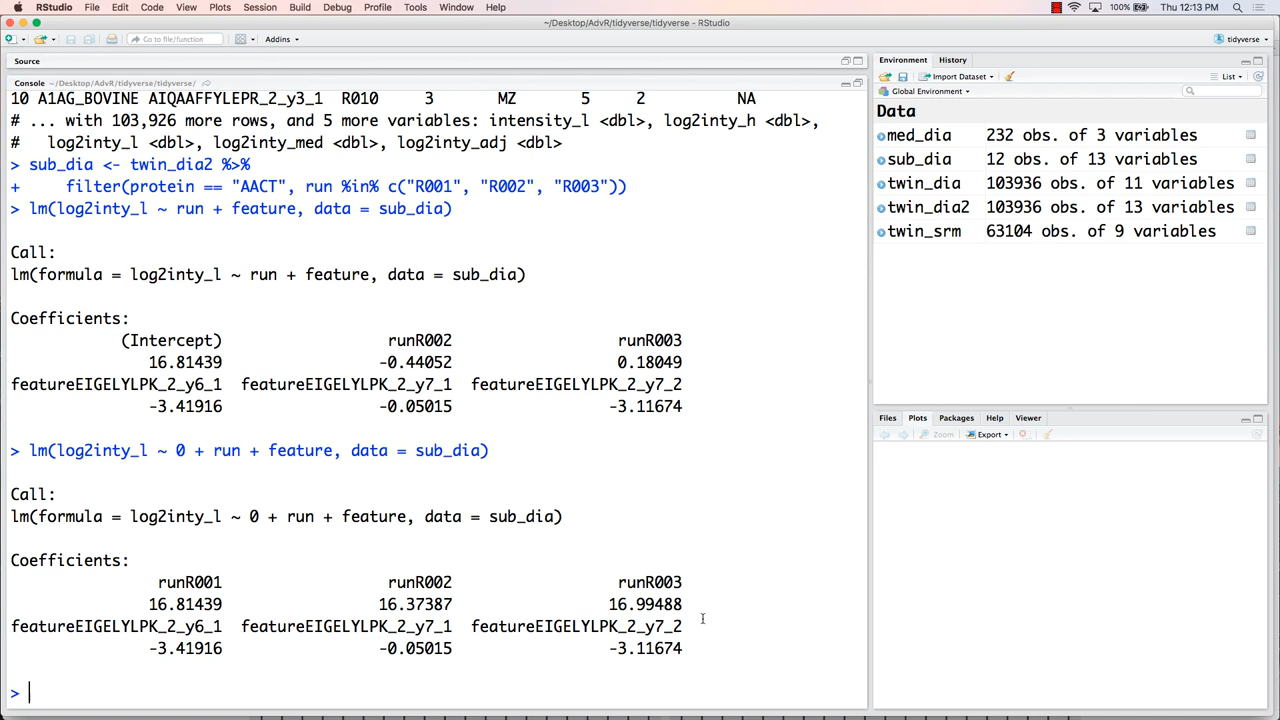 RStudio File Edit Code View Plots Session Build Debug Profile Tools Window Help 100% Thu 12:13 PM
~/Desktop/AdvR/tidyverse/tidyverse - RStudio
Go to file/function Addins tidyverse
Source
Console ~/Desktop/AdvR/tidyverse/tidyverse/
10 A1AG_BOVINE AIQAAFFYLEPR_2_y3_1 R010 3 MZ 5 2 NA
# ... with 103,926 more rows, and 5 more variables: intensity_l <dbl>, log2inty_h <dbl>,
# log2inty_l <dbl>, log2inty_med <dbl>, log2inty_adj <dbl>
> sub_dia <- twin_dia2 %>%
+ filter(protein == "AACT", run %in% c("R001", "R002", "R003"))
> lm(log2inty_l ~ run + feature, data = sub_dia)
Call:
lm(formula = log2inty_l ~ run + feature, data = sub_dia)
Coefficients:
(Intercept) runR002 runR003
16.81439 -0.44052 0.18049
featureEIGELYLPK_2_y6_1 featureEIGELYLPK_2_y7_1 featureEIGELYLPK_2_y7_2
-3.41916 -0.05015 -3.11674
> lm(log2inty_l ~ 0 + run + feature, data = sub_dia)
Call:
lm(formula = log2inty_l ~ 0 + run + feature, data = sub_dia)
Coefficients:
runR001 runR002 runR003
16.81439 16.37387 16.99488
featureEIGELYLPK_2_y6_1 featureEIGELYLPK_2_y7_1 featureEIGELYLPK_2_y7_2
-3.41916 -0.05015 -3.11674
>
Environment History
Import Dataset List
Global Environment
Data
med_dia 232 obs. of 3 variables
sub_dia 12 obs. of 13 variables
twin_dia 103936 obs. of 11 variables
twin_dia2 103936 obs. of 13 variables
twin_srm 63104 obs. of 9 variables
Files Plots Packages Help Viewer
Zoom Export